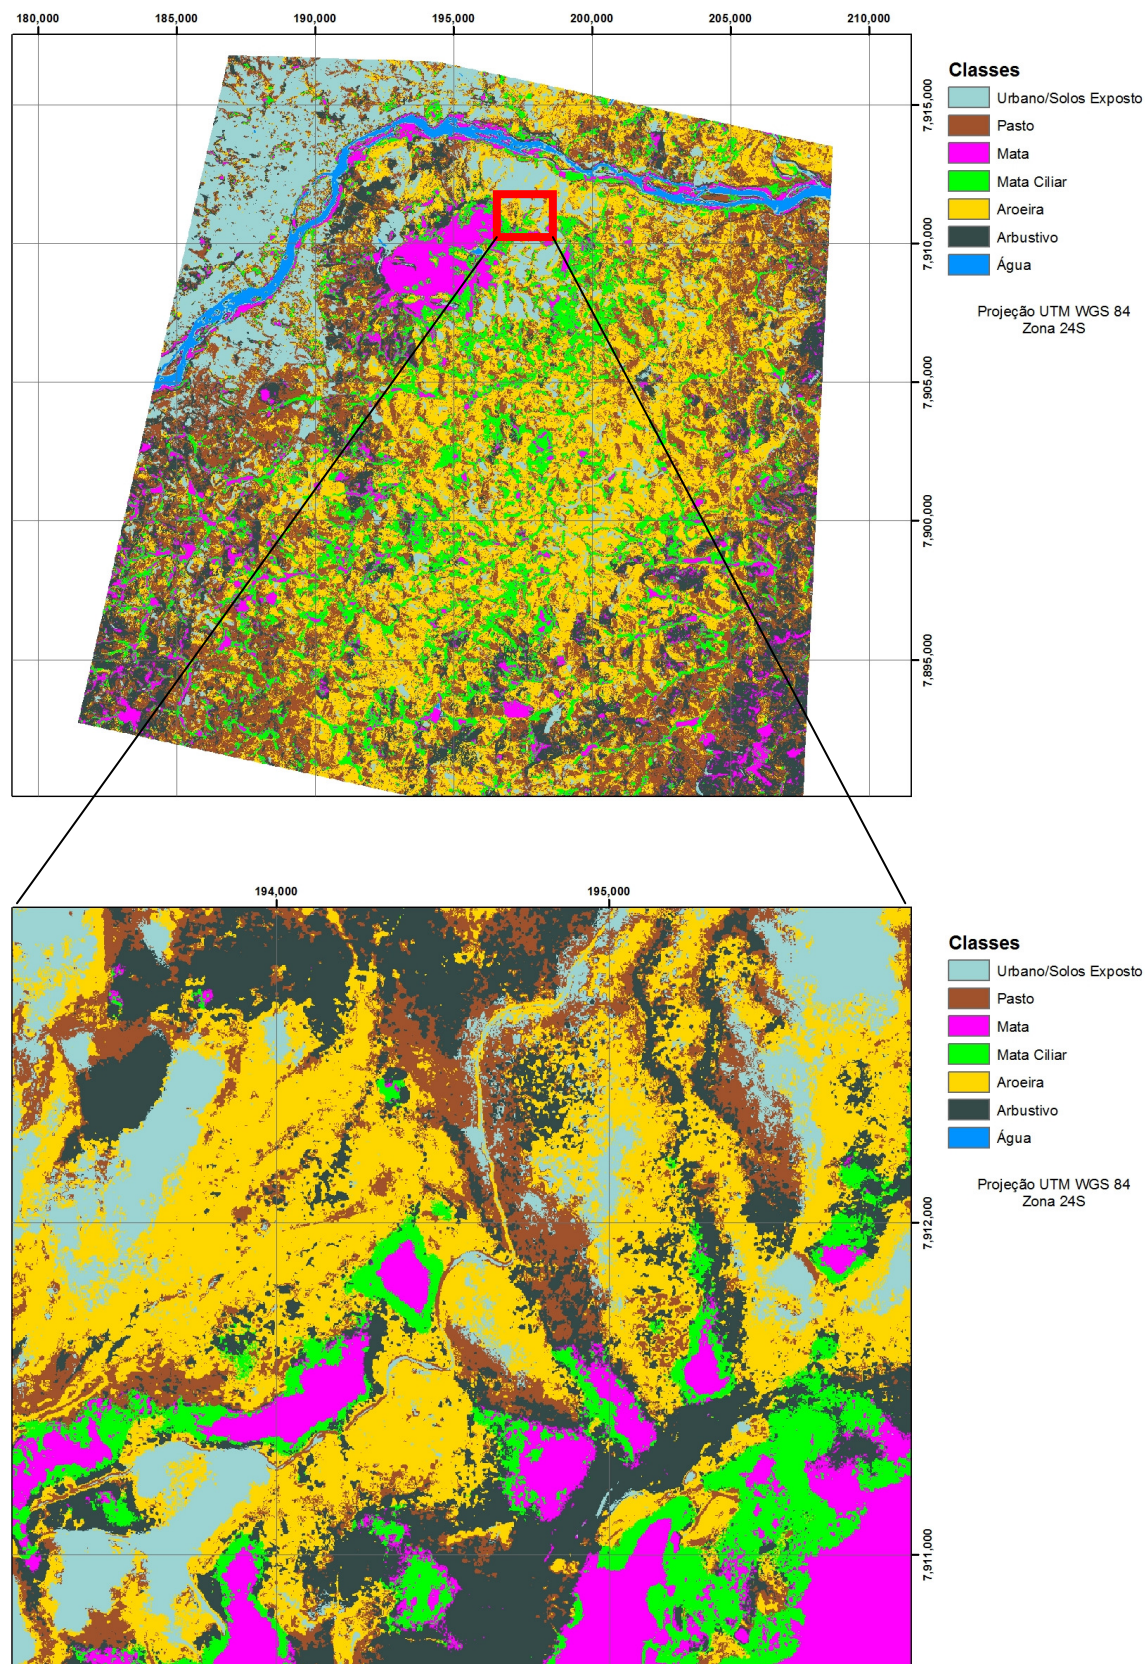 180,000 185,000 190,000 195,000 200,000 205,000 210,000
7,915,000
7,910,000
7,905,000
7,900,000
7,895,000
Classes
Urbano/Solos Exposto
Pasto
Mata
Mata Ciliar
Aroeira
Arbustivo
Água
Projeção UTM WGS 84
Zona 24S
194,000 195,000
7,912,000
7,911,000
Classes
Urbano/Solos Exposto
Pasto
Mata
Mata Ciliar
Aroeira
Arbustivo
Água
Projeção UTM WGS 84
Zona 24S